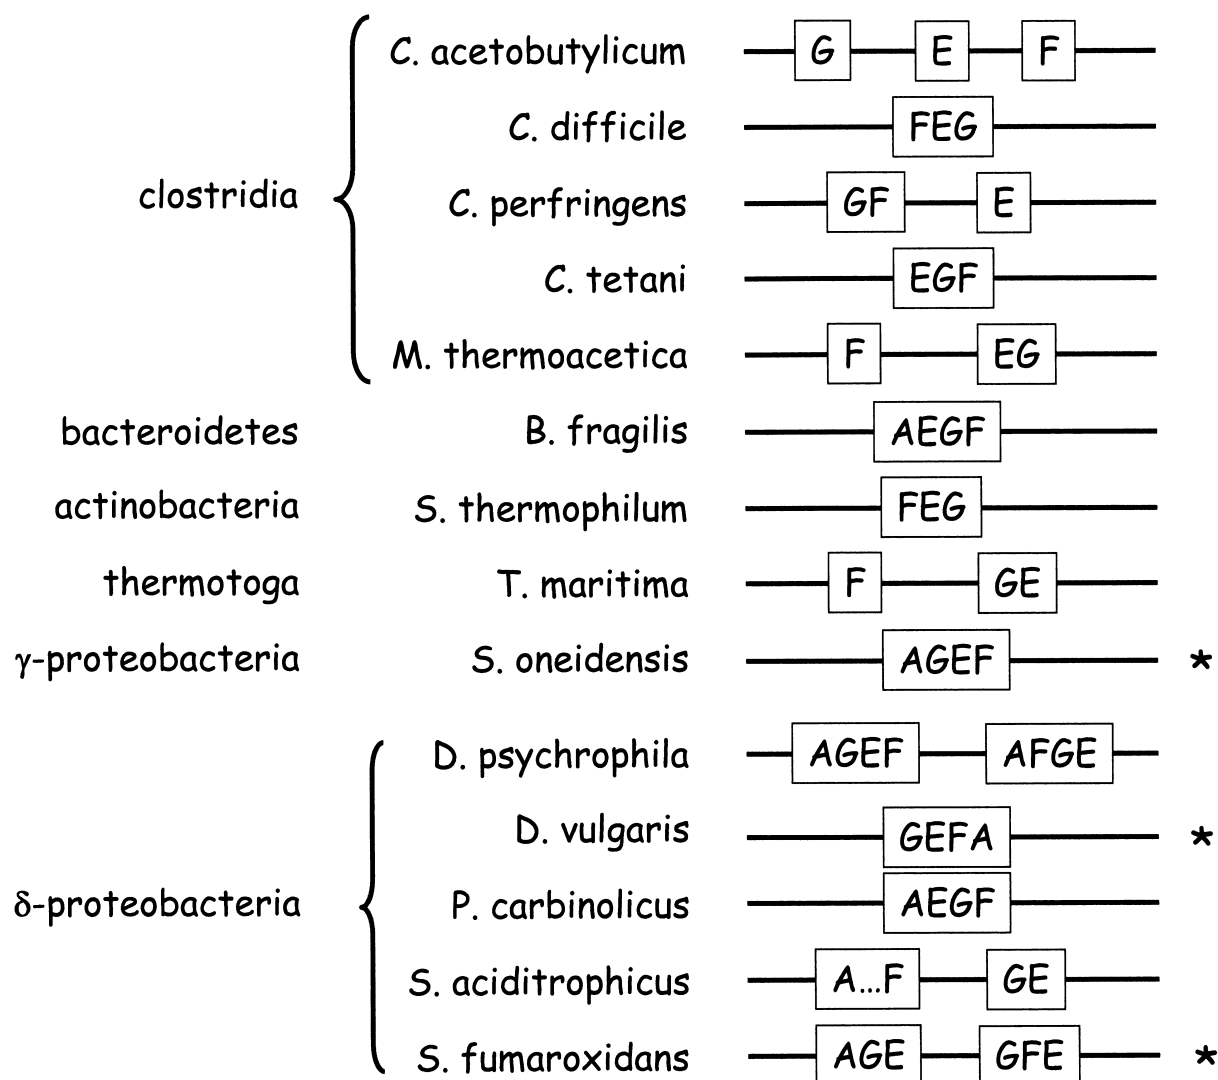 C. acetobutylicum G E F
C. difficile FEG
clostridia C. perfringens GF E
C. tetani EGF
M. thermoacetica F EG
bacteroidetes B. fragilis AEGF
actinobacteria S. thermophilum FEG
thermotoga T. maritima F GE
γ-proteobacteria S. oneidensis AGEF *
D. psychrophila AGEF AFGE
D. vulgaris GEFA *
δ-proteobacteria P. carbinolicus AEGF
S. aciditrophicus A...F GE
S. fumaroxidans AGE GFE *